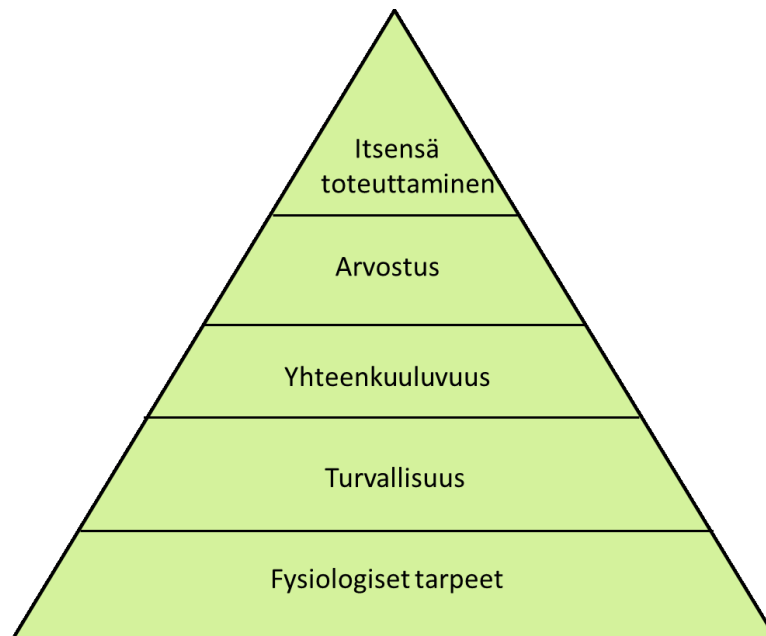 Itsensä
toteuttaminen
Arvostus
Yhteenkuuluvuus
Turvallisuus
Fysiologiset tarpeet